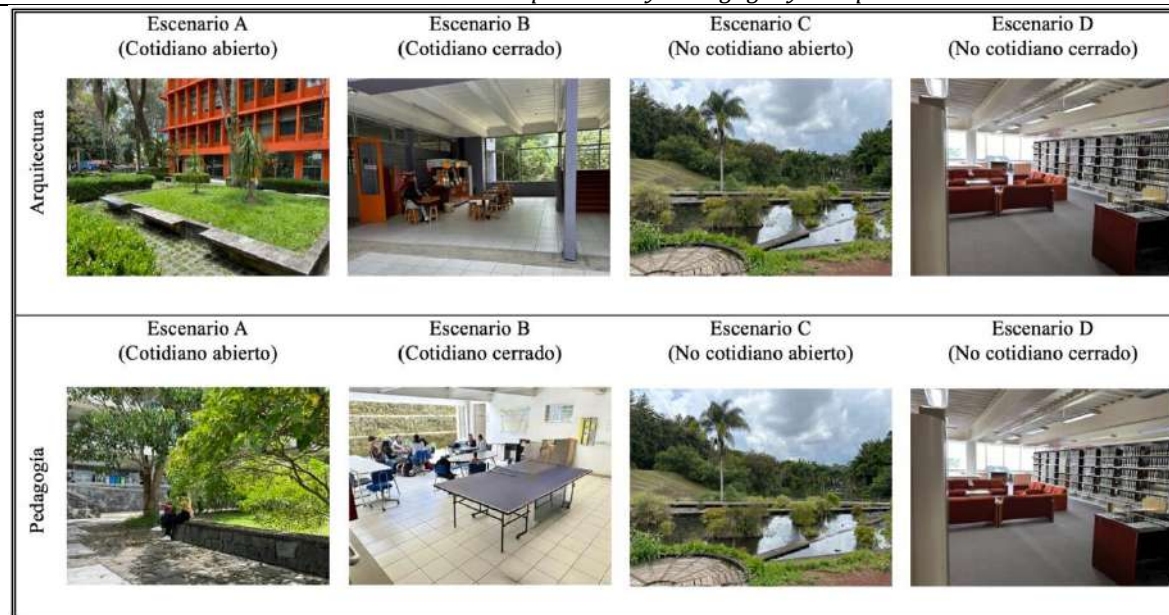 Escenario A
(Cotidiano abierto)
Escenario B
(Cotidiano cerrado)
Escenario C
(No cotidiano abierto)
Escenario D
(No cotidiano cerrado)
Arquitectura
Escenario A
(Cotidiano abierto)
Escenario B
(Cotidiano cerrado)
Escenario C
(No cotidiano abierto)
Escenario D
(No cotidiano cerrado)
Pedagogía